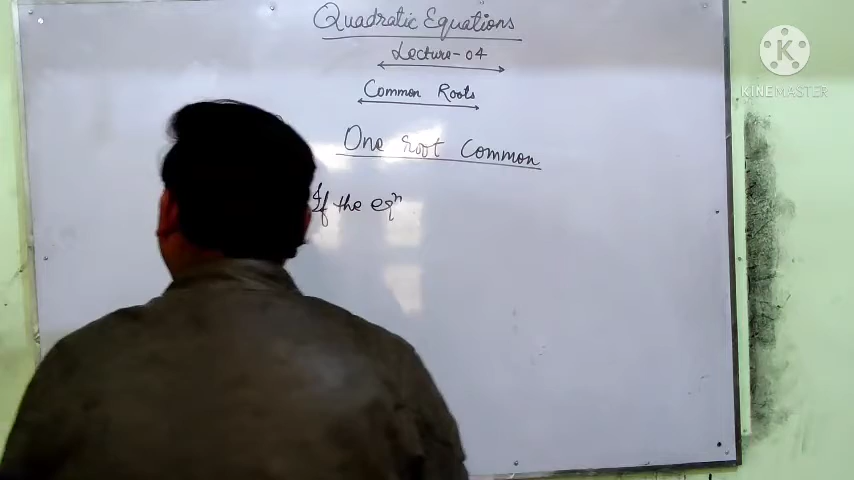 Quadratic Equations
Lecture-04
Common Roots
One root common
If the eqⁿ
K
KINEMASTER